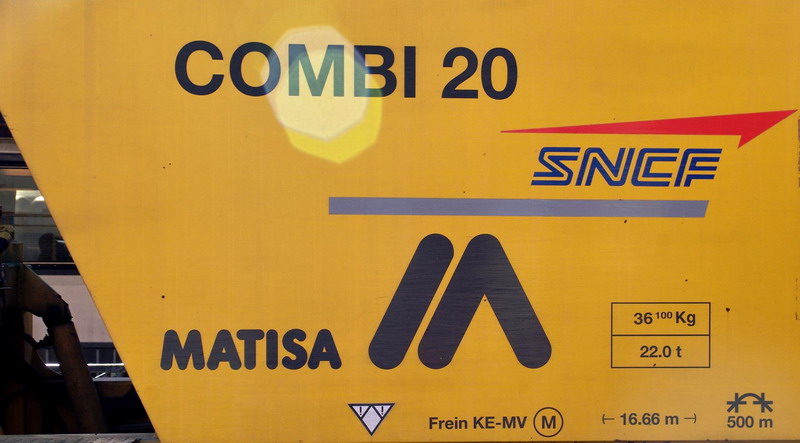 COMBI 20
SNCF
MATISA
36 100 Kg
22.0 t
Frein KE-MV M
16.66 m
500 m